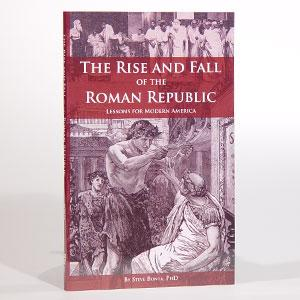 THE RISE AND FALL
OF THE
ROMAN REPUBLIC
LESSONS FOR MODERN AMERICA
BY STEVE BONTA, PHD